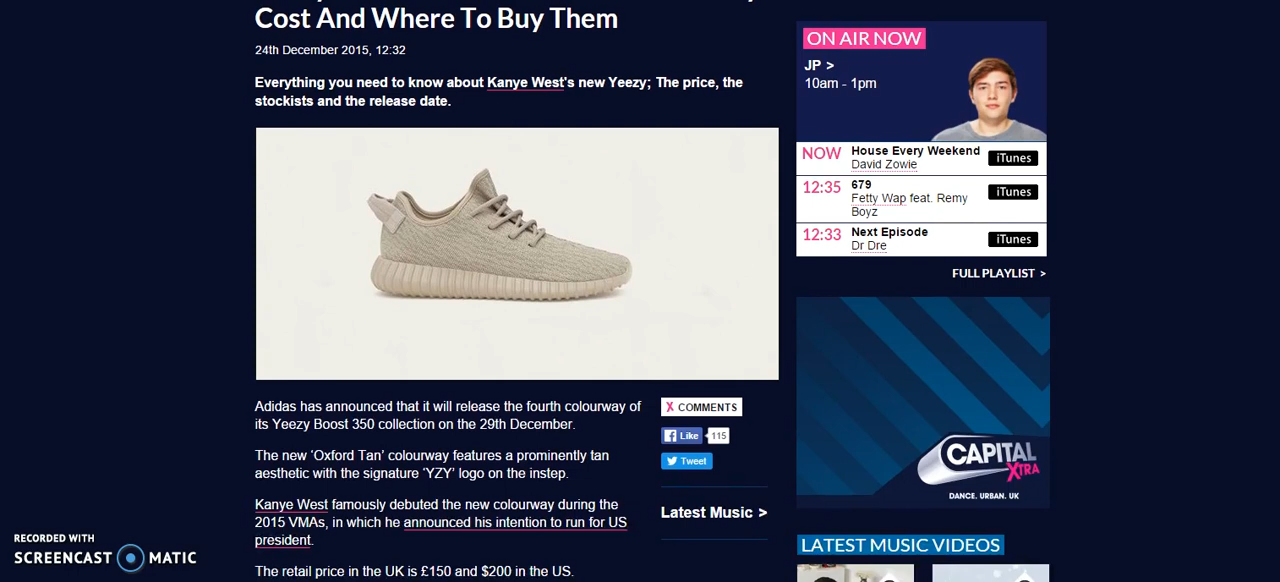 Cost And Where To Buy Them
24th December 2015, 12:32
Everything you need to know about Kanye West's new Yeezy; The price, the
stockists and the release date.
Adidas has announced that it will release the fourth colourway of
its Yeezy Boost 350 collection on the 29th December.
The new ‘Oxford Tan’ colourway features a prominently tan
aesthetic with the signature ‘YZY’ logo on the instep.
Kanye West famously debuted the new colourway during the
2015 VMAs, in which he announced his intention to run for US
president.
The retail price in the UK is £150 and $200 in the US.
X COMMENTS
Like 115
Tweet
Latest Music >
ON AIR NOW
JP >
10am - 1pm
NOW House Every Weekend iTunes
David Zowie
12:35 679 iTunes
Fetty Wap feat. Remy
Boyz
12:33 Next Episode iTunes
Dr Dre
FULL PLAYLIST >
CAPITAL
XTRA
DANCE. URBAN. UK
LATEST MUSIC VIDEOS
RECORDED WITH
SCREENCAST MATIC